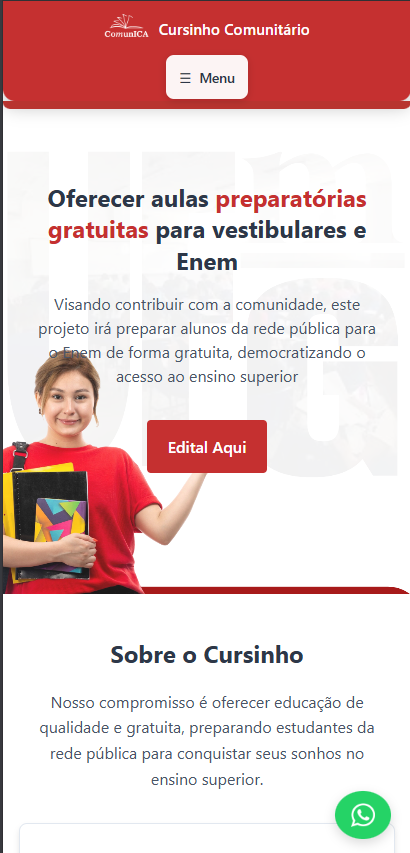 ComunICA
Cursinho Comunitário
☰ Menu
Oferecer aulas preparatórias
gratuitas para vestibulares e
Enem
Visando contribuir com a comunidade, este
projeto irá preparar alunos da rede pública para
o Enem de forma gratuita, democratizando o
acesso ao ensino superior
Edital Aqui
Sobre o Cursinho
Nosso compromisso é oferecer educação de
qualidade e gratuita, preparando estudantes da
rede pública para conquistar seus sonhos no
ensino superior.